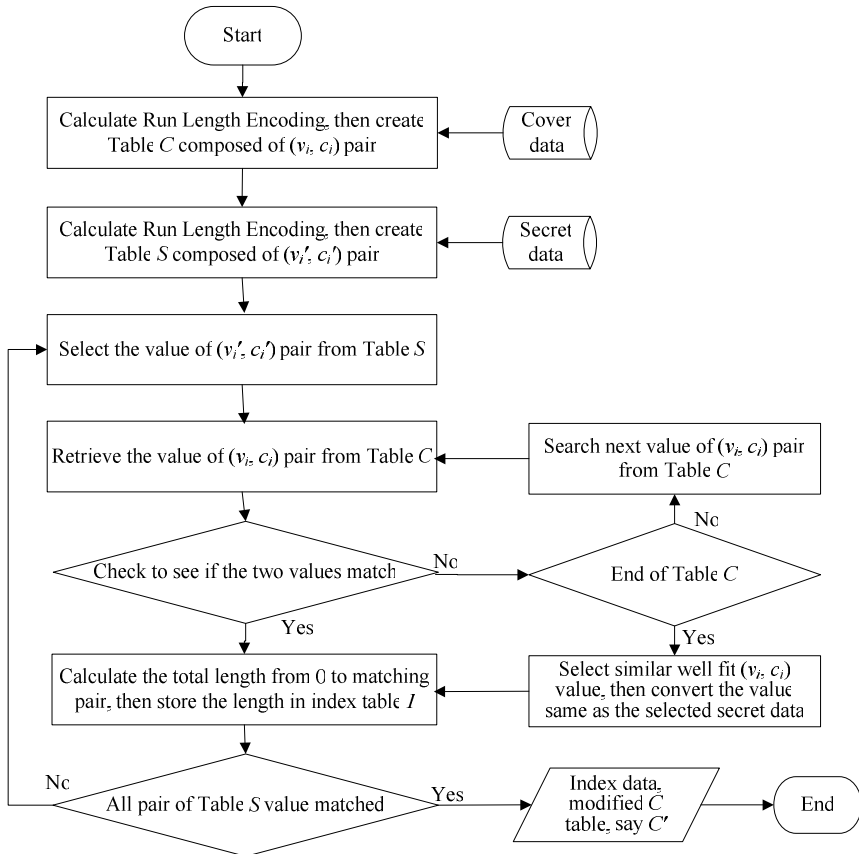 Start
Calculate Run Length Encoding, then create
Table C composed of (vi, ci) pair
Cover
data
Calculate Run Length Encoding, then create
Table S composed of (vi′, ci′) pair
Secret
data
Select the value of (vi′, ci′) pair from Table S
Retrieve the value of (vi, ci) pair from Table C
Search next value of (vi, ci) pair
from Table C
No
Check to see if the two values match
No
End of Table C
Yes
Yes
Calculate the total length from 0 to matching
pair, then store the length in index table I
Select similar well fit (vi, ci)
value, then convert the value
same as the selected secret data
No
All pair of Table S value matched
Yes
Index data,
modified C
table, say C′
End